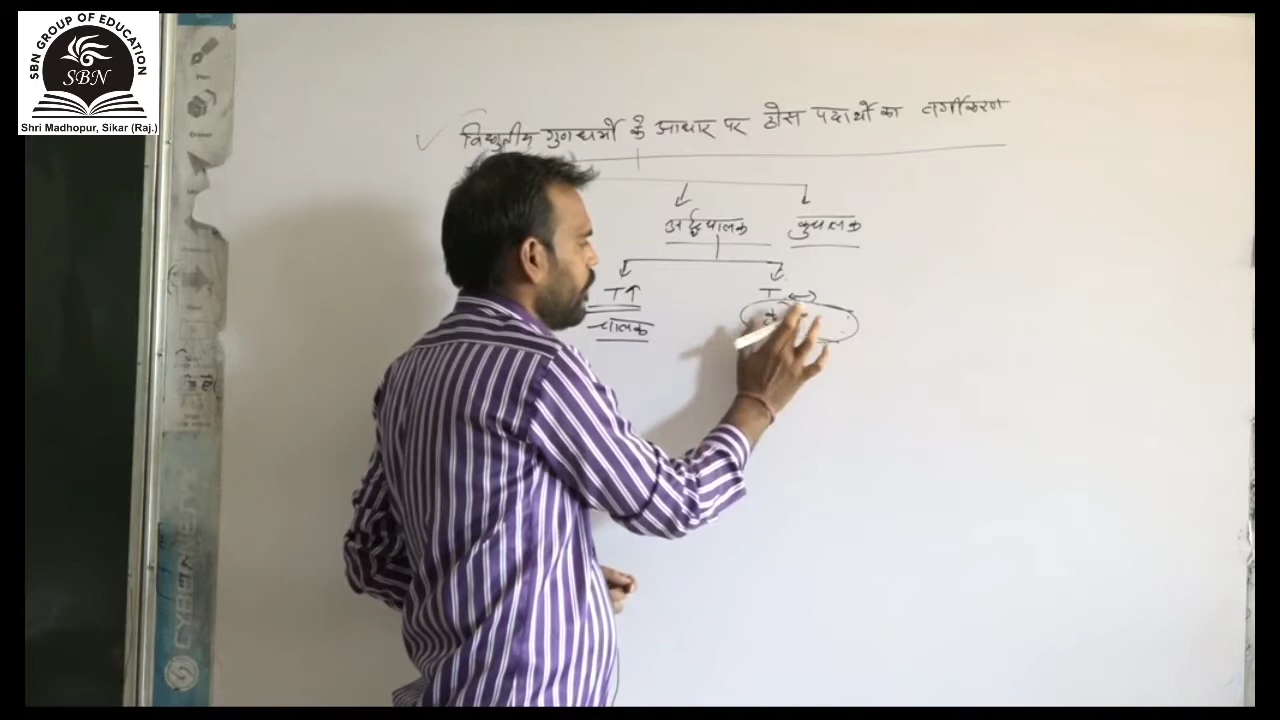 SBN GROUP OF EDUCATION
SBN
Shri Madhopur, Sikar (Raj.)
विद्युतीय गुणधर्मो के आधार पर ठोस पदार्थो का वर्गीकरण
अर्द्धचालक कुचालक
T↑ T
चालक
CYBERNETYX